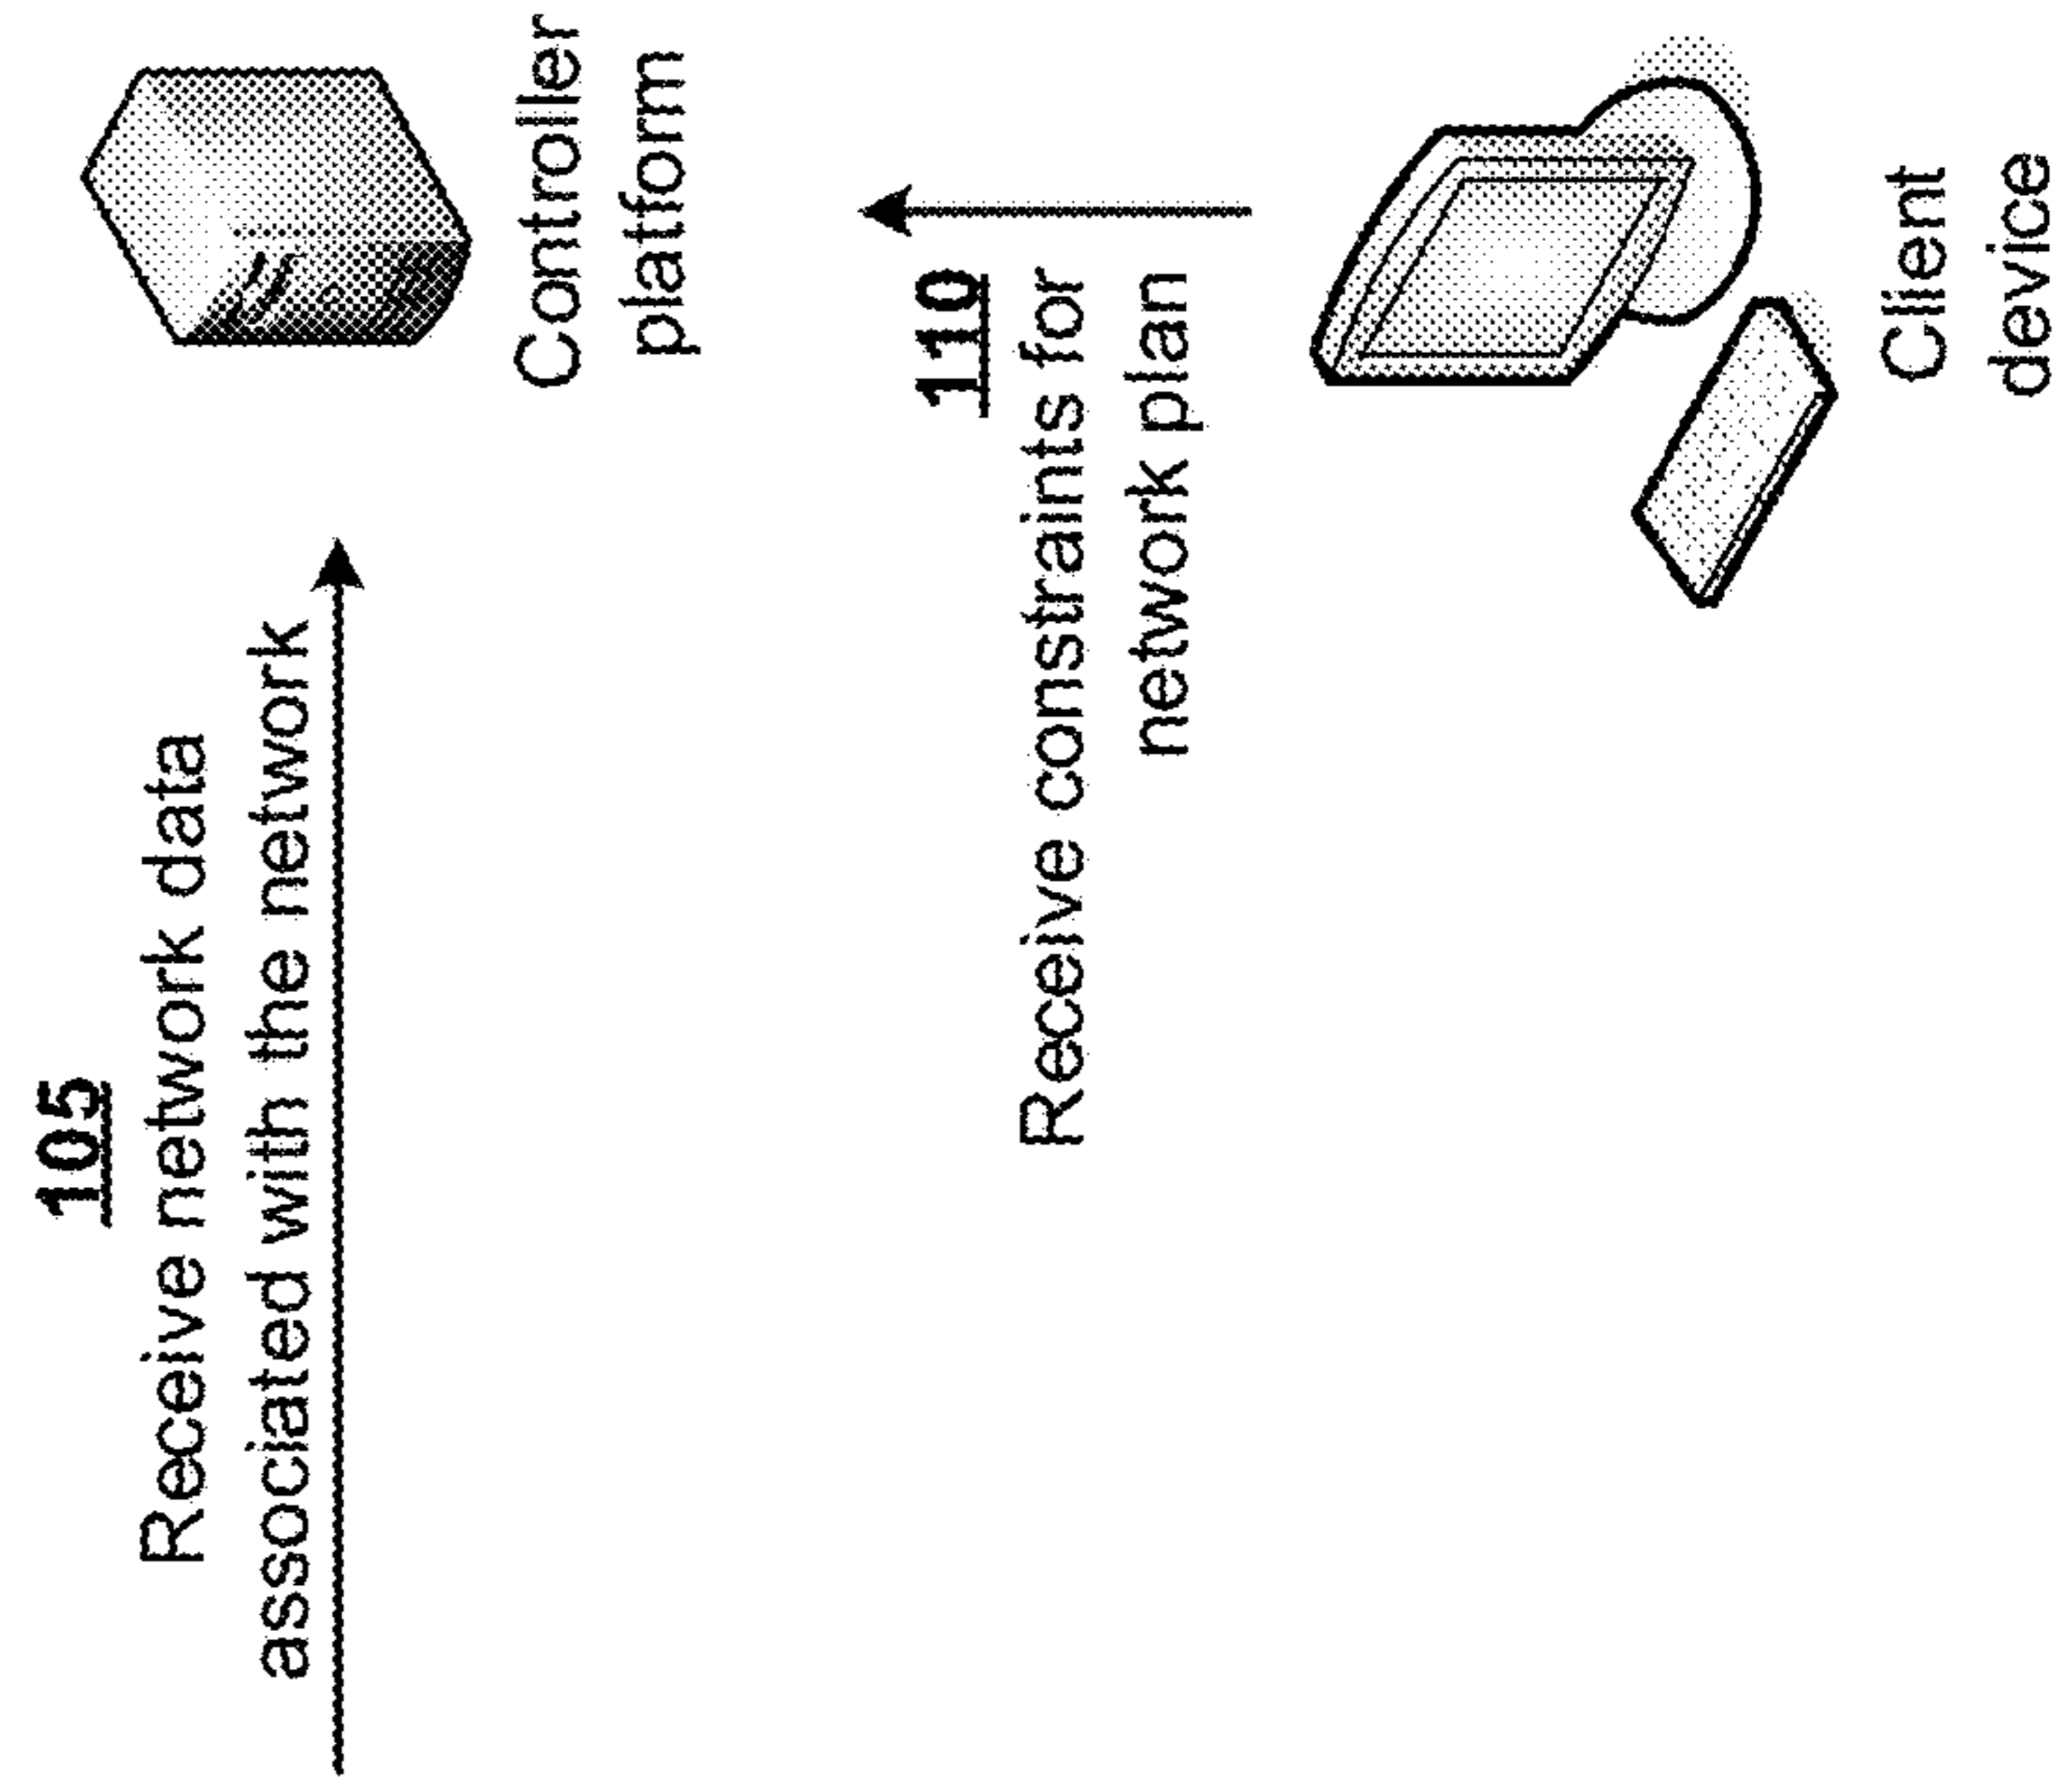 105
Receive network data
associated with the network
Controller
platform
110
Receive constraints for
network plan
Client
device